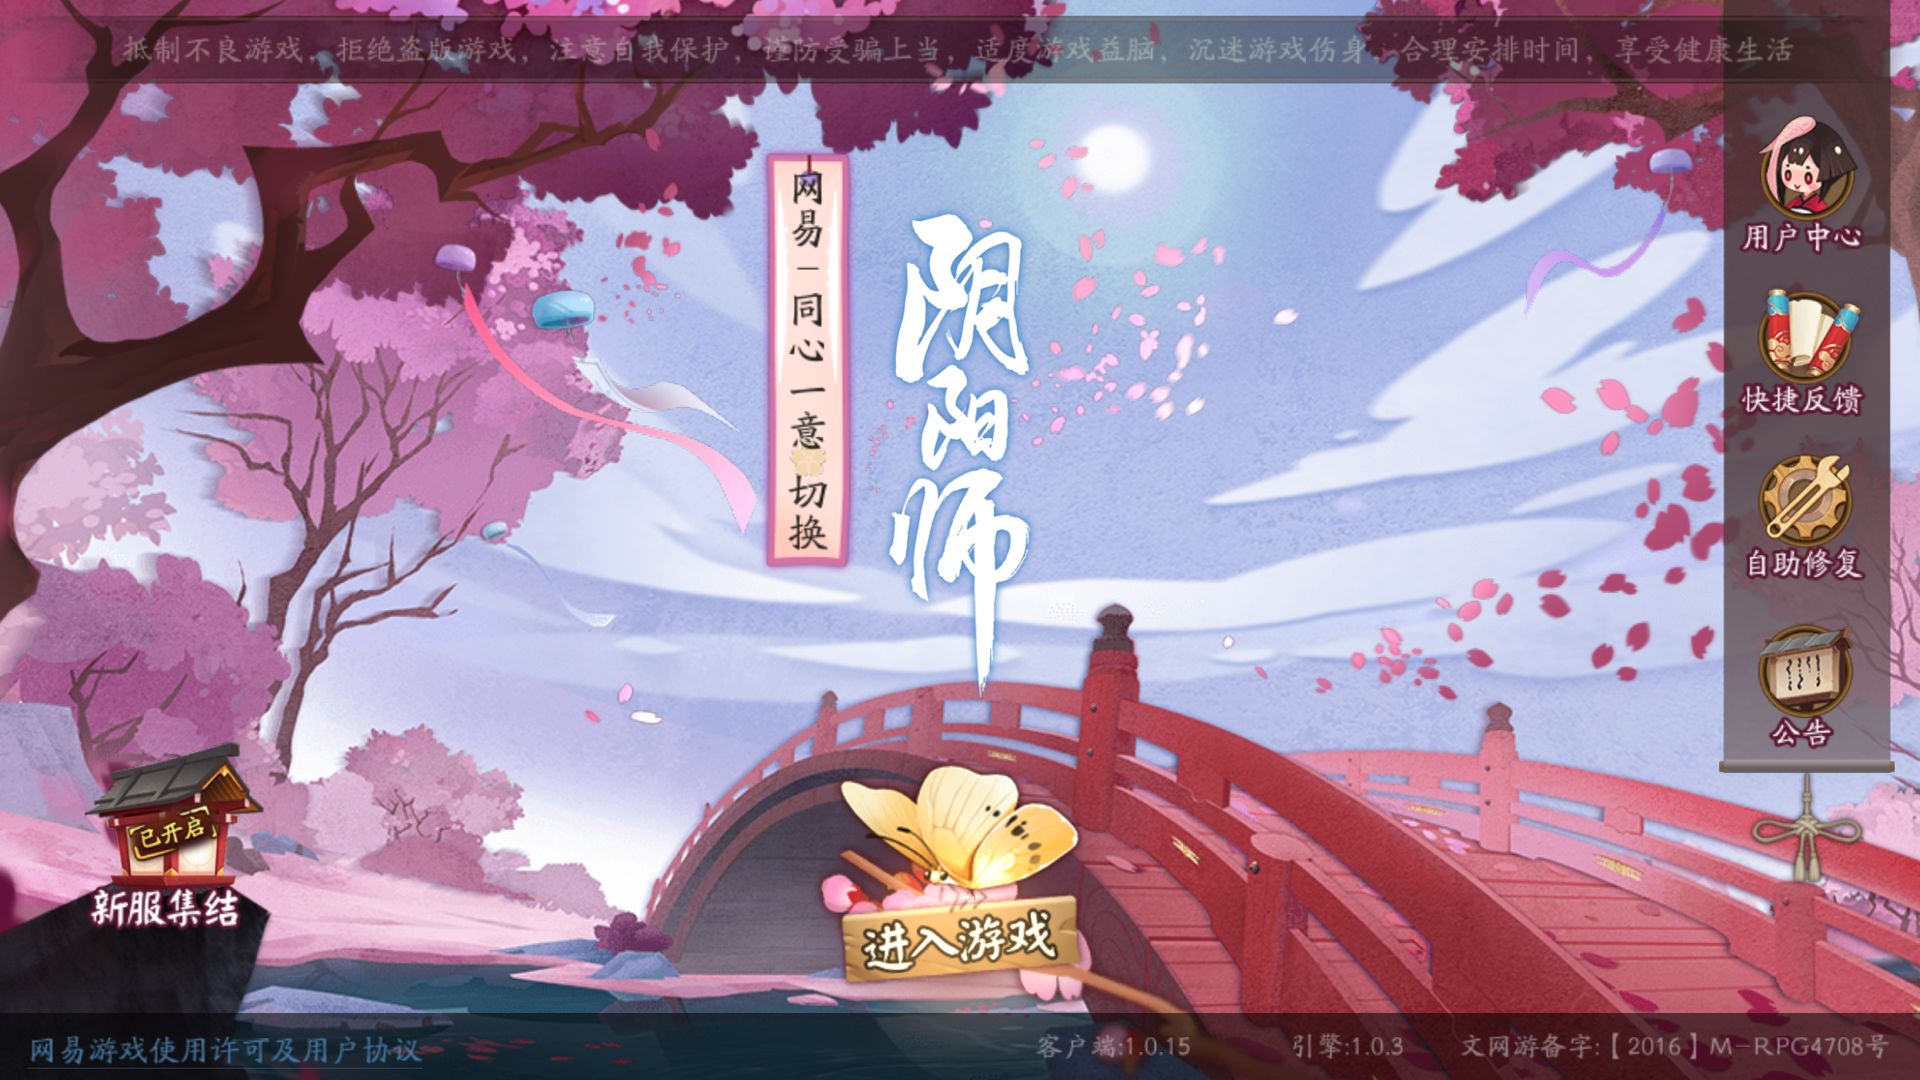 抵制不良游戏，拒绝盗版游戏，注意自我保护，谨防受骗上当，适度游戏益脑，沉迷游戏伤身，合理安排时间，享受健康生活
网易-同心一意
切换
阴阳师
用户中心
快捷反馈
自助修复
公告
已开启
新服集结
进入游戏
网易游戏使用许可及用户协议
客户端:1.0.15
引擎:1.0.3
文网游备字:【2016】M-RPG4708号